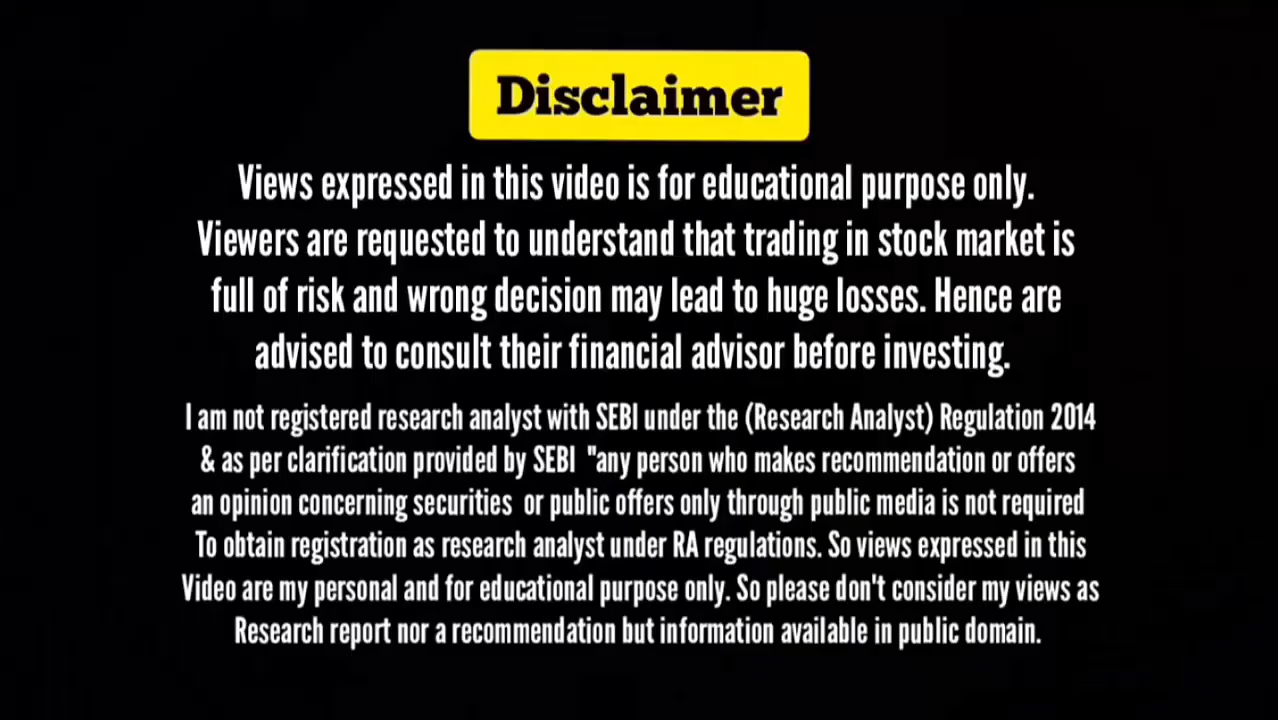 Disclaimer
Views expressed in this video is for educational purpose only.
Viewers are requested to understand that trading in stock market is
full of risk and wrong decision may lead to huge losses. Hence are
advised to consult their financial advisor before investing.
I am not registered research analyst with SEBI under the (Research Analyst) Regulation 2014
& as per clarification provided by SEBI "any person who makes recommendation or offers
an opinion concerning securities or public offers only through public media is not required
To obtain registration as research analyst under RA regulations. So views expressed in this
Video are my personal and for educational purpose only. So please don't consider my views as
Research report nor a recommendation but information available in public domain.